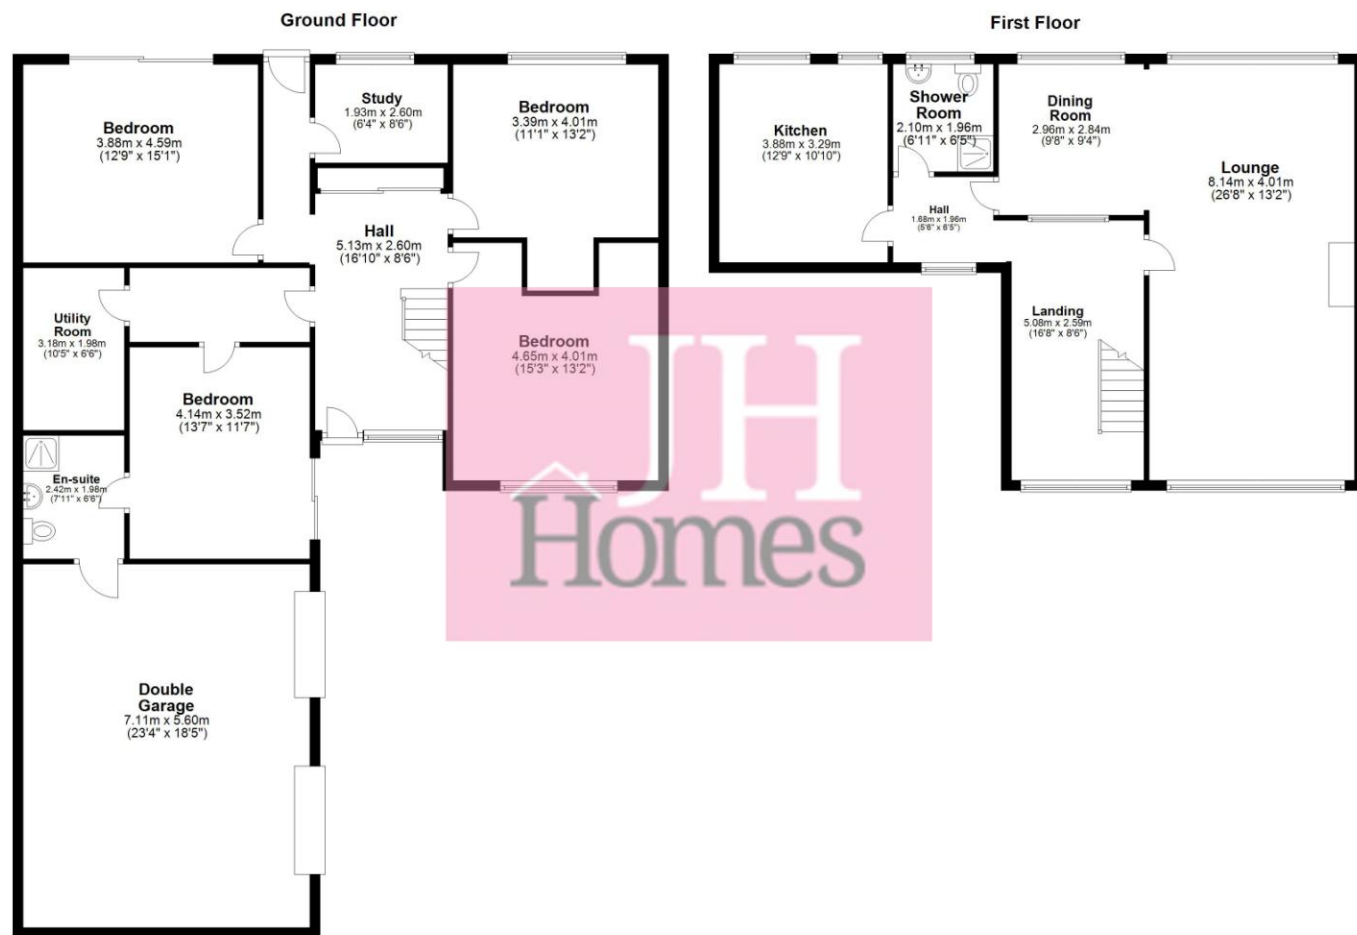 Ground Floor
First Floor
Bedroom
3.88m x 4.59m
(12'9" x 15'1")
Study
1.93m x 2.60m
(6'4" x 8'6")
Bedroom
3.39m x 4.01m
(11'1" x 13'2")
Hall
5.13m x 2.60m
(16'10" x 8'6")
Utility
Room
3.18m x 1.98m
(10'5" x 6'6")
Bedroom
4.14m x 3.52m
(13'7" x 11'7")
Bedroom
4.65m x 4.01m
(15'3" x 13'2")
En-suite
2.42m x 1.98m
(7'11" x 6'6")
Double
Garage
7.11m x 5.60m
(23'4" x 18'5")
Kitchen
3.88m x 3.29m
(12'9" x 10'10")
Shower
Room
2.10m x 1.96m
(6'11" x 6'5")
Dining
Room
2.96m x 2.84m
(9'8" x 9'4")
Lounge
8.14m x 4.01m
(26'8" x 13'2")
Hall
1.68m x 1.96m
(5'6" x 6'5")
Landing
5.08m x 2.59m
(16'8" x 8'6")
JH
Homes